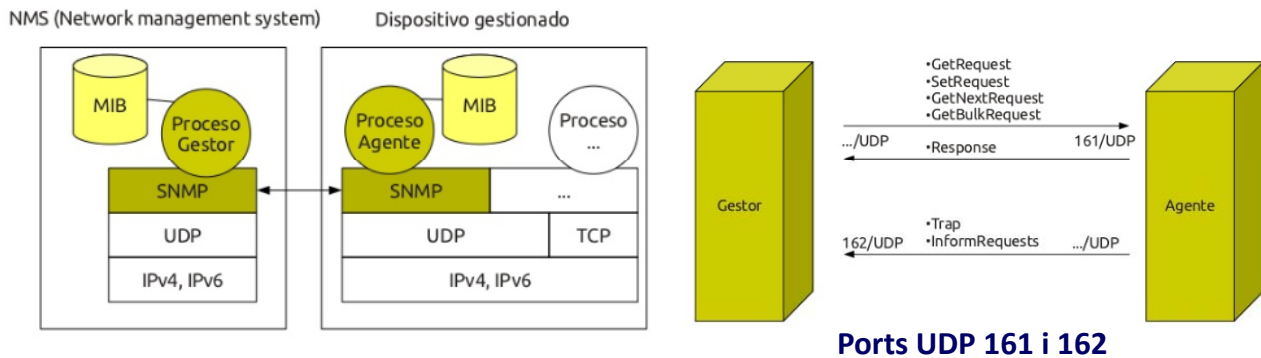 NMS (Network management system)
Dispositivo gestionado
MIB
Proceso
Gestor
SNMP
UDP
IPv4, IPv6
Proceso
Agente
MIB
Proceso
...
SNMP
...
UDP
TCP
IPv4, IPv6
•GetRequest
•SetRequest
•GetNextRequest
•GetBulkRequest
.../UDP
•Response
161/UDP
Gestor
Agente
•Trap
162/UDP
•InformRequests
.../UDP
Ports UDP 161 i 162